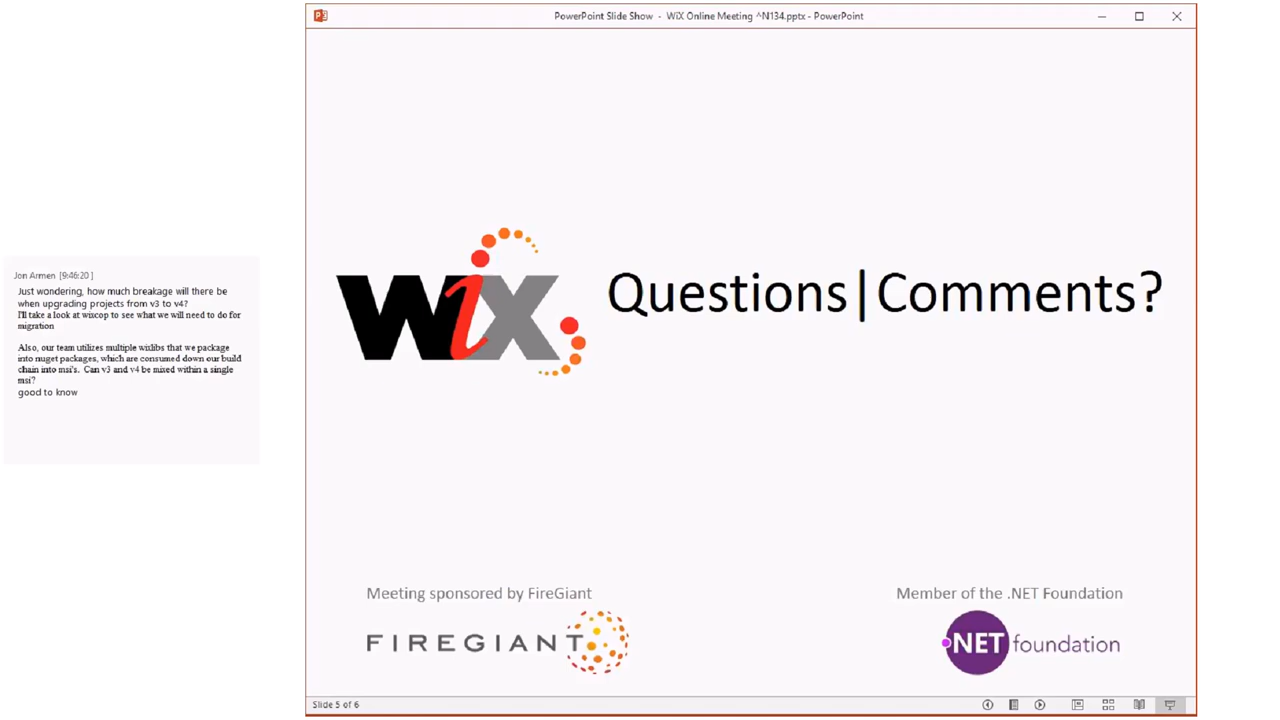 PowerPoint Slide Show - WiX Online Meeting ^N134.pptx - PowerPoint
Jon Armen [9:46:20 ]
Just wondering, how much breakage will there be
when upgrading projects from v3 to v4?
I'll take a look at wixcop to see what we will need to do for
migration
Also, our team utilizes multiple wixlibs that we package
into nuget packages, which are consumed down our build
chain into msi's. Can v3 and v4 be mixed within a single
msi?
good to know
WiX
Questions|Comments?
Meeting sponsored by FireGiant
FIREGIANT
Member of the .NET Foundation
.NET foundation
Slide 5 of 6